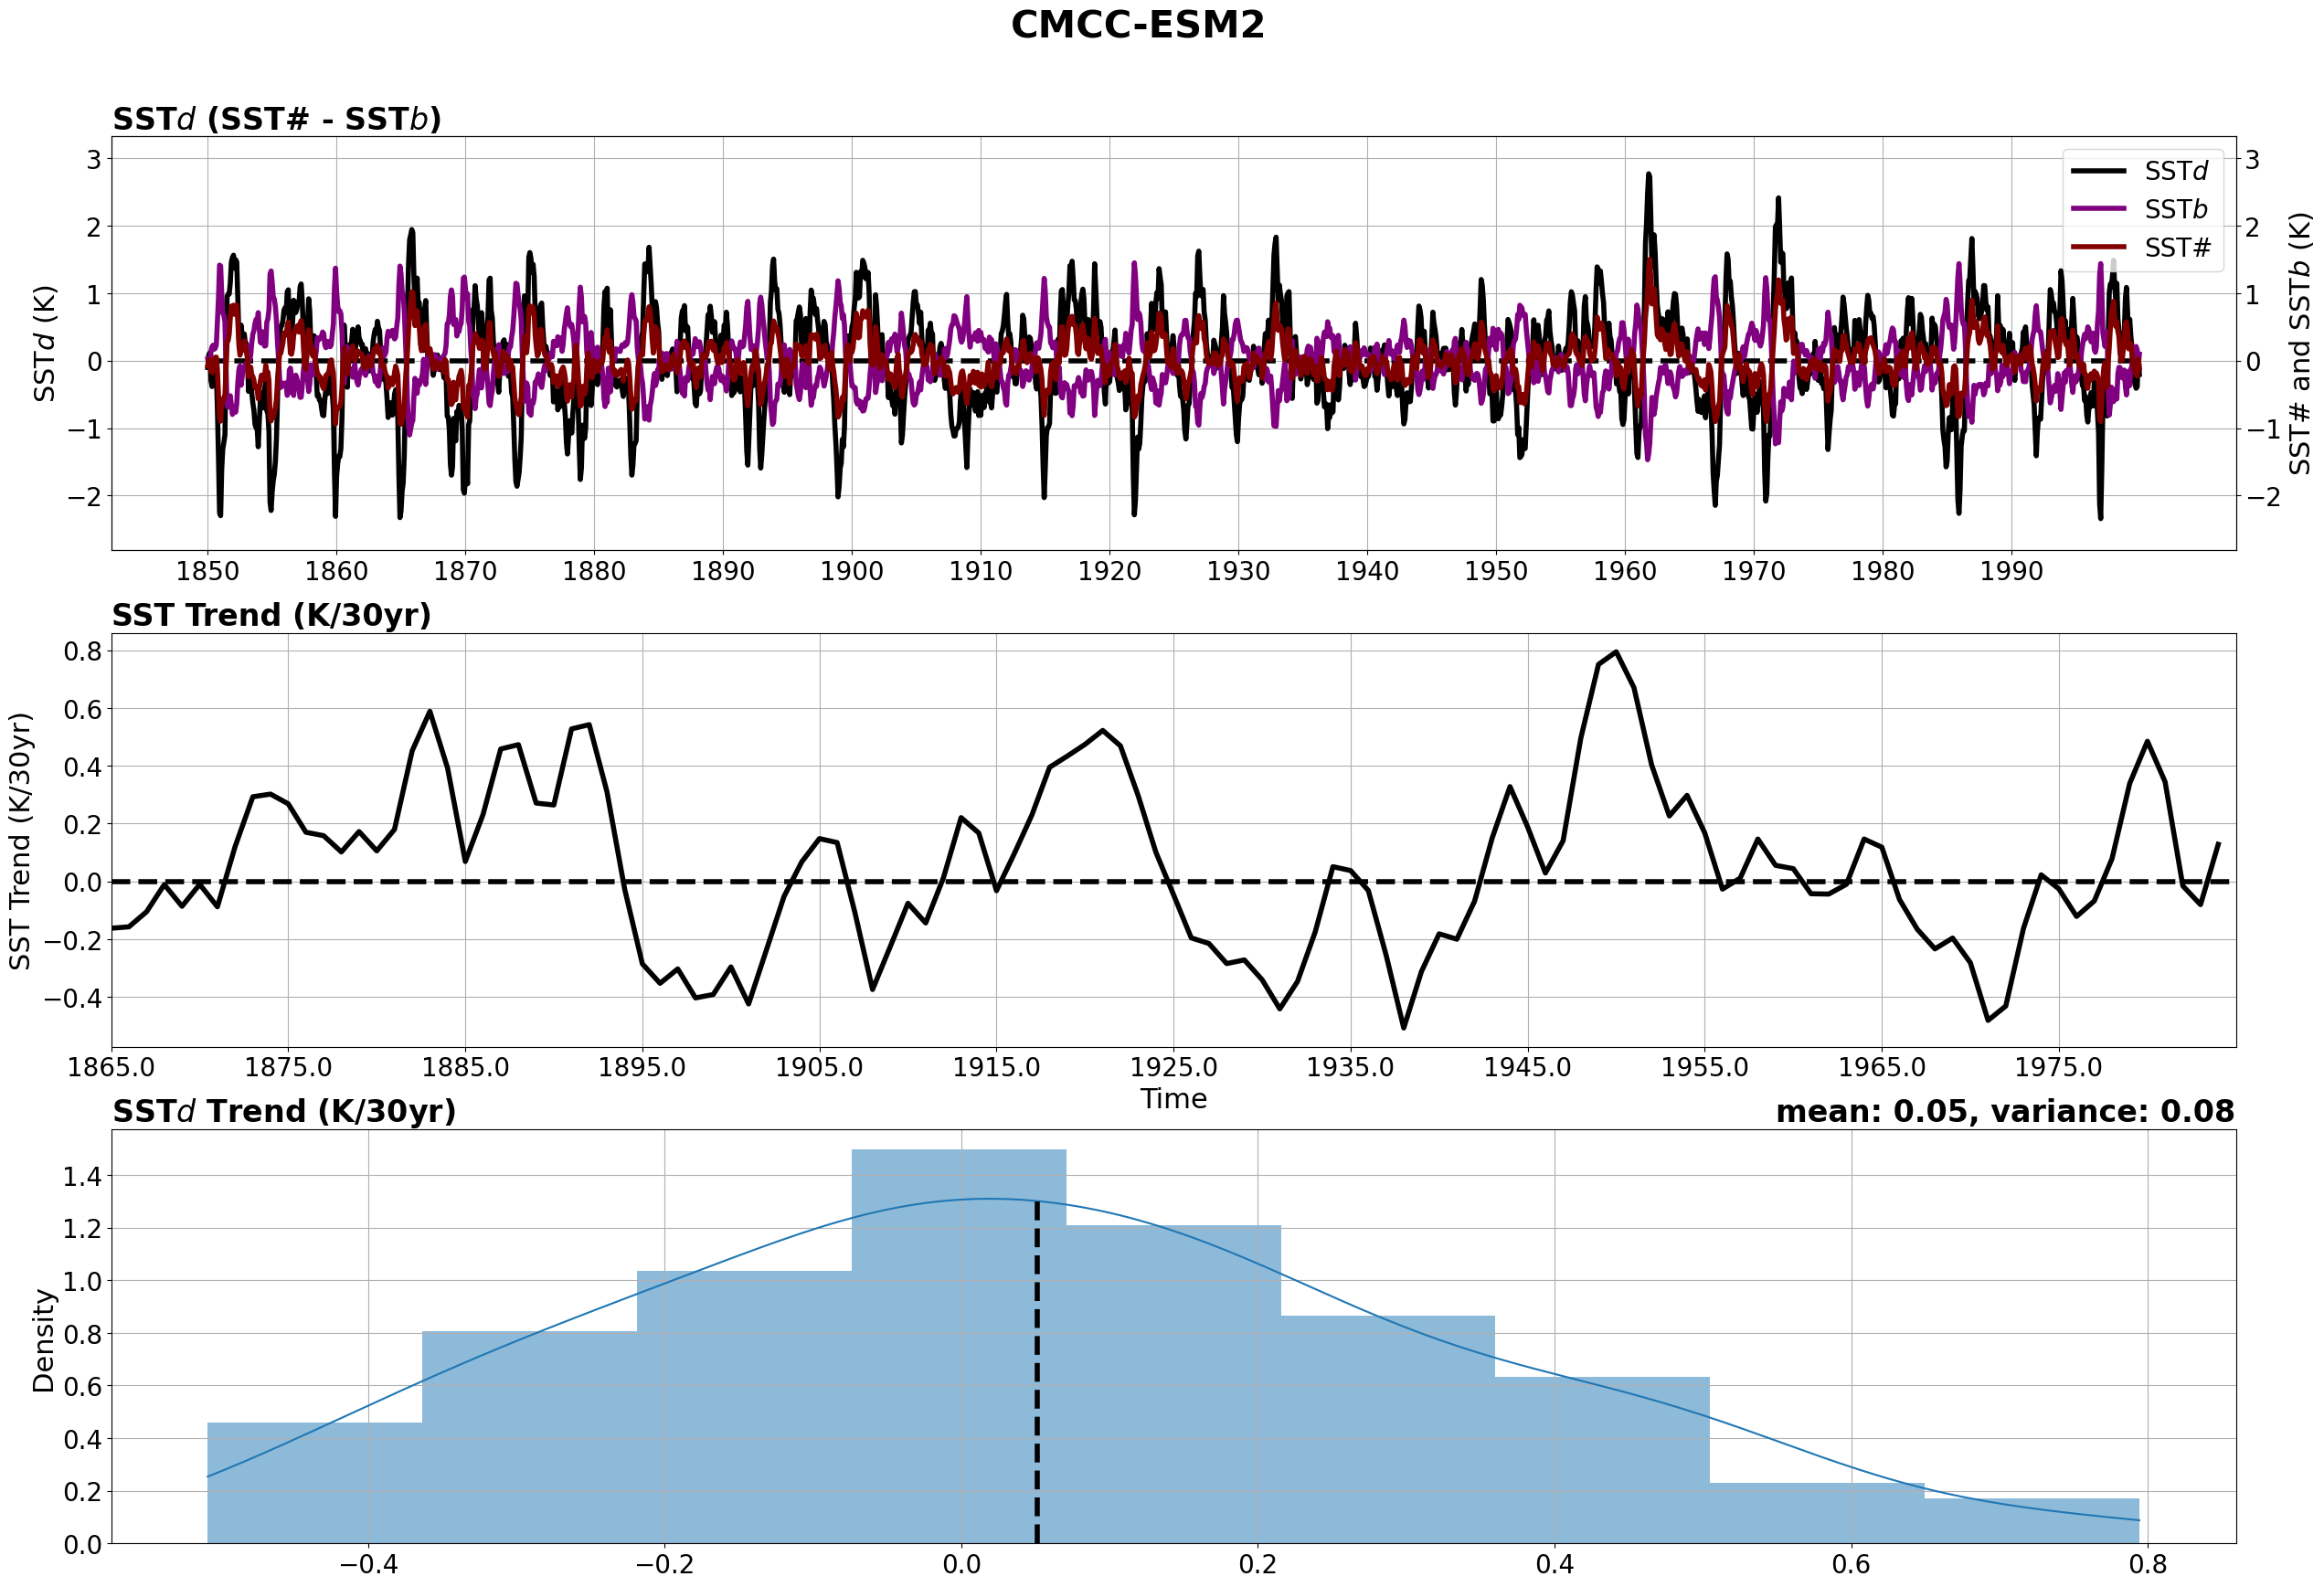 CMCC-ESM2
SSTd (SST# - SSTb)
SSTd (K)
3
2
1
0
−1
−2
3
2
1
0
−1
−2
SST# and SSTb (K)
SSTd
SSTb
SST#
1850 1860 1870 1880 1890 1900 1910 1920 1930 1940 1950 1960 1970 1980 1990
SST Trend (K/30yr)
SST Trend (K/30yr)
0.8
0.6
0.4
0.2
0.0
−0.2
−0.4
1865.0 1875.0 1885.0 1895.0 1905.0 1915.0 1925.0 1935.0 1945.0 1955.0 1965.0 1975.0
Time
SSTd Trend (K/30yr) mean: 0.05, variance: 0.08
Density
1.4
1.2
1.0
0.8
0.6
0.4
0.2
0.0
−0.4 −0.2 0.0 0.2 0.4 0.6 0.8